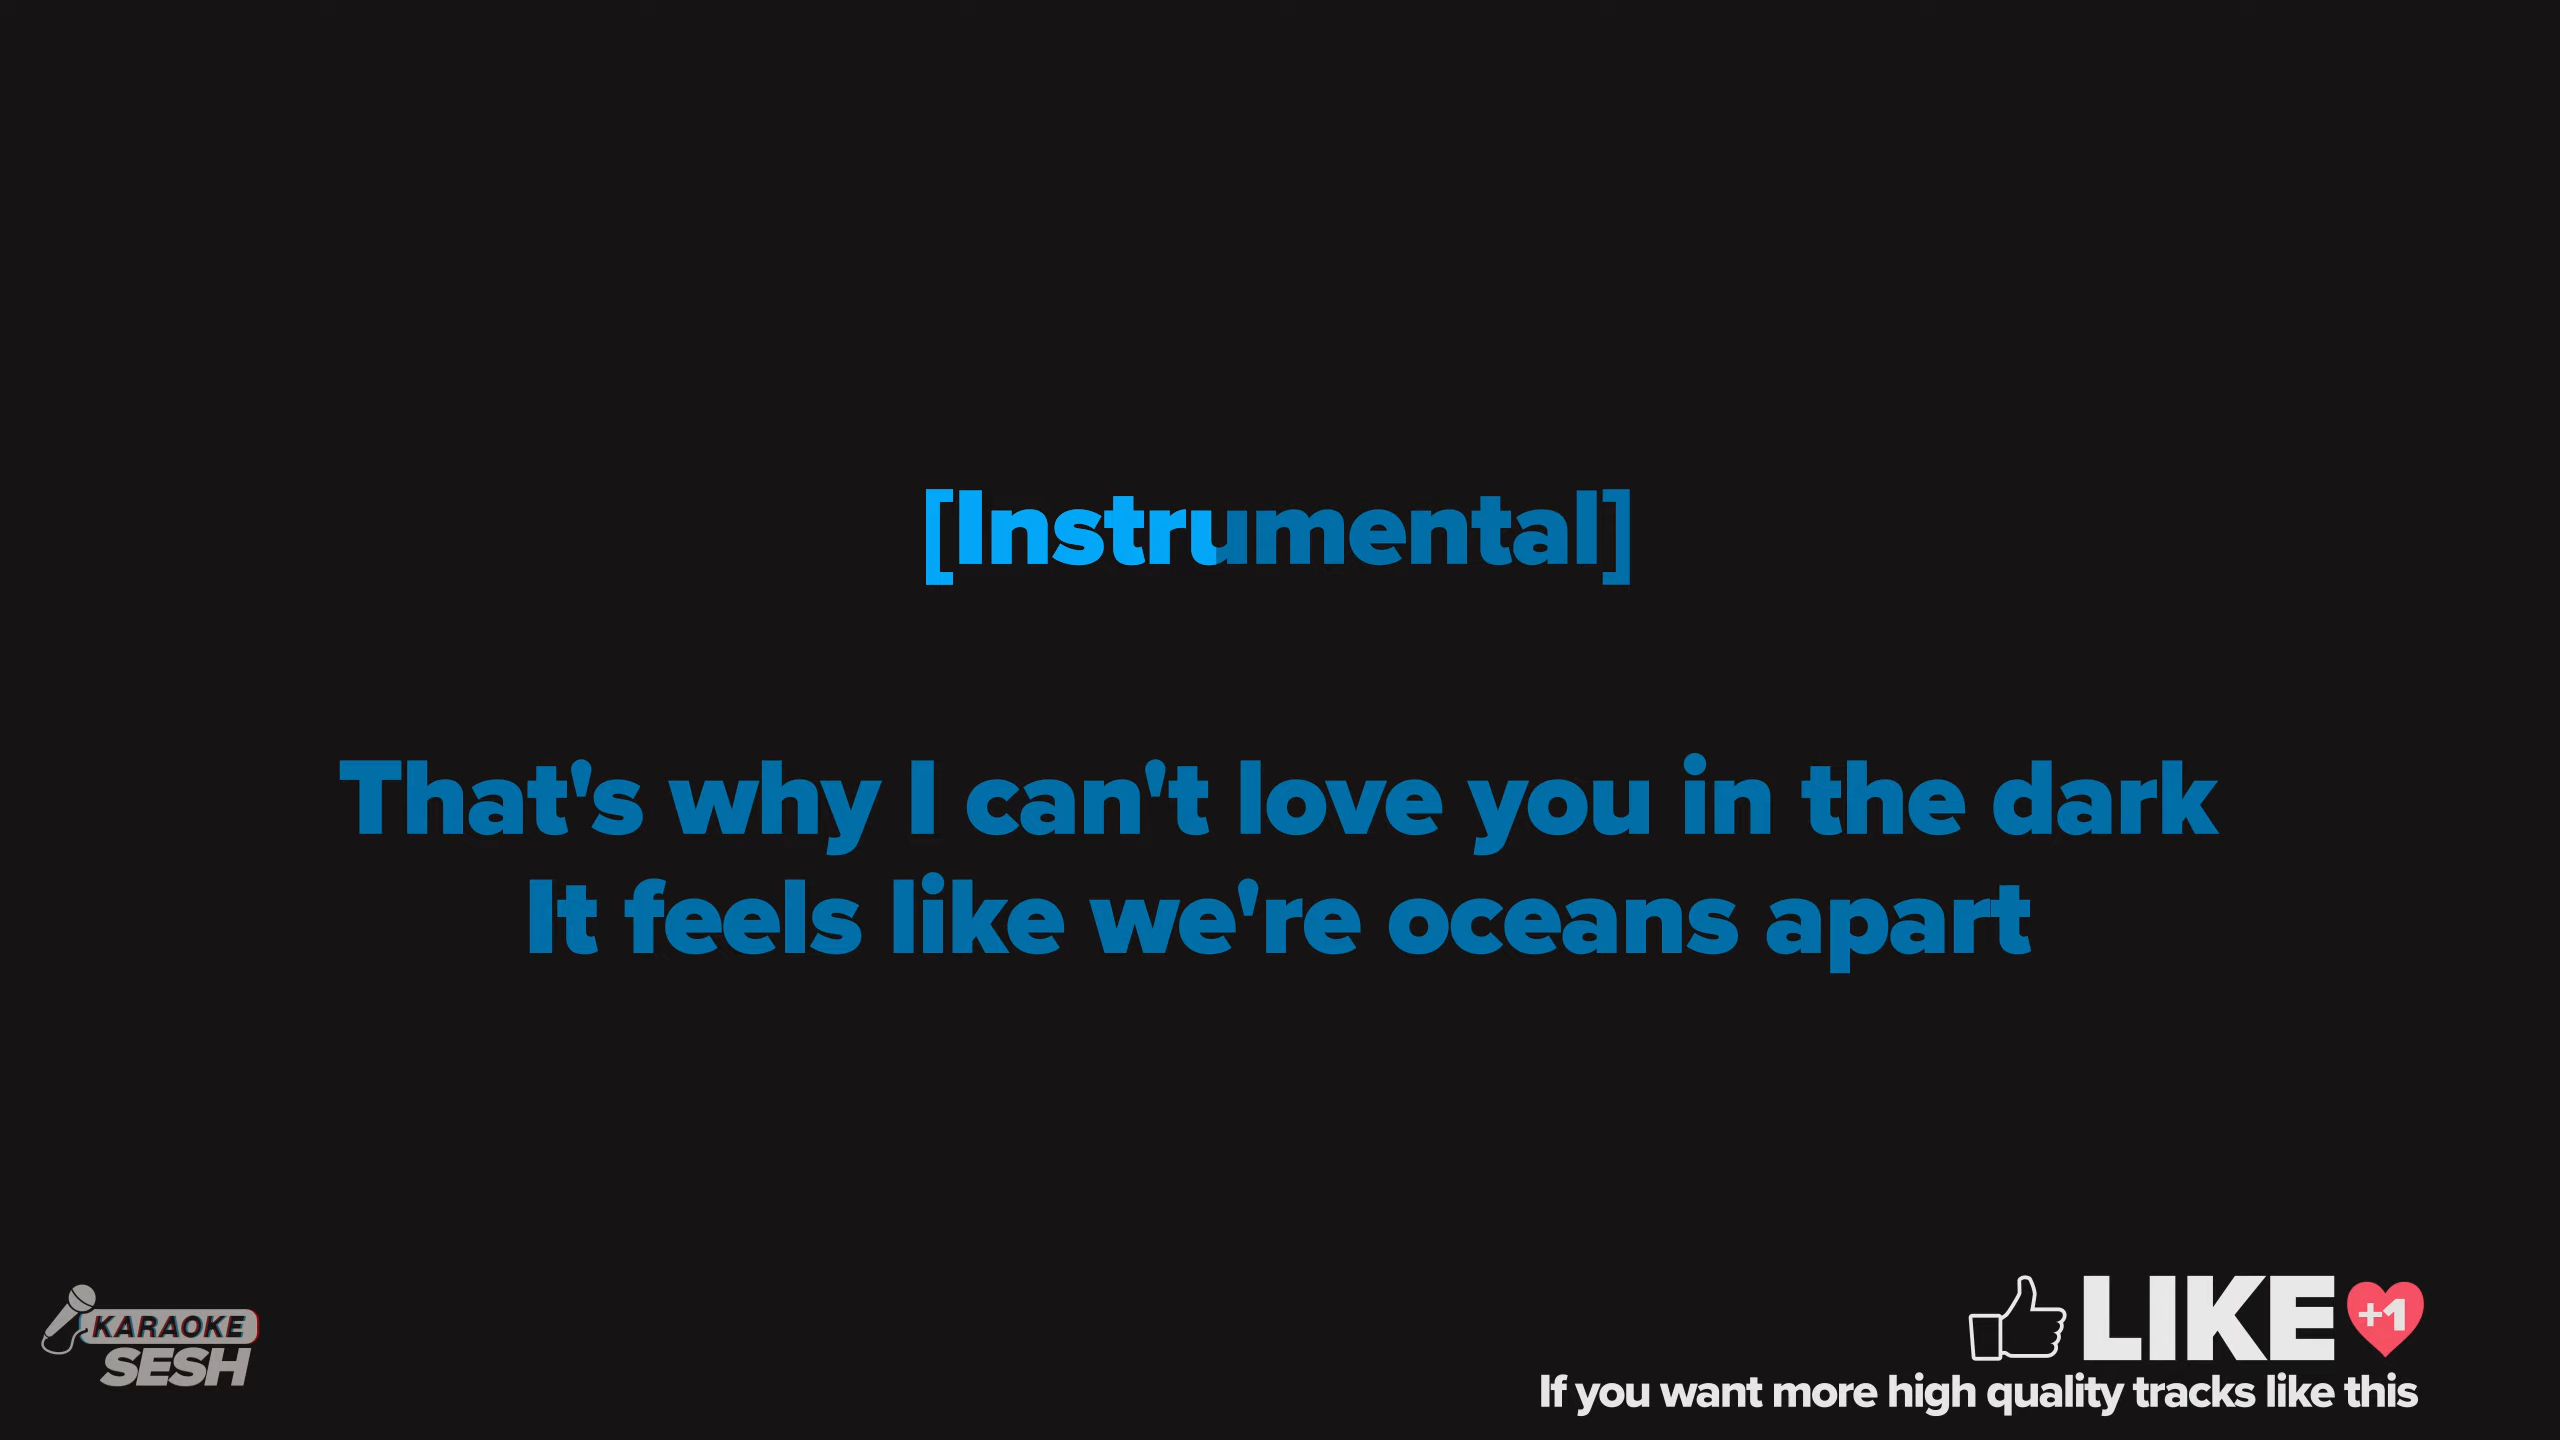 [Instrumental]
That's why I can't love you in the dark
It feels like we're oceans apart
KARAOKE
SESH
LIKE +1
If you want more high quality tracks like this